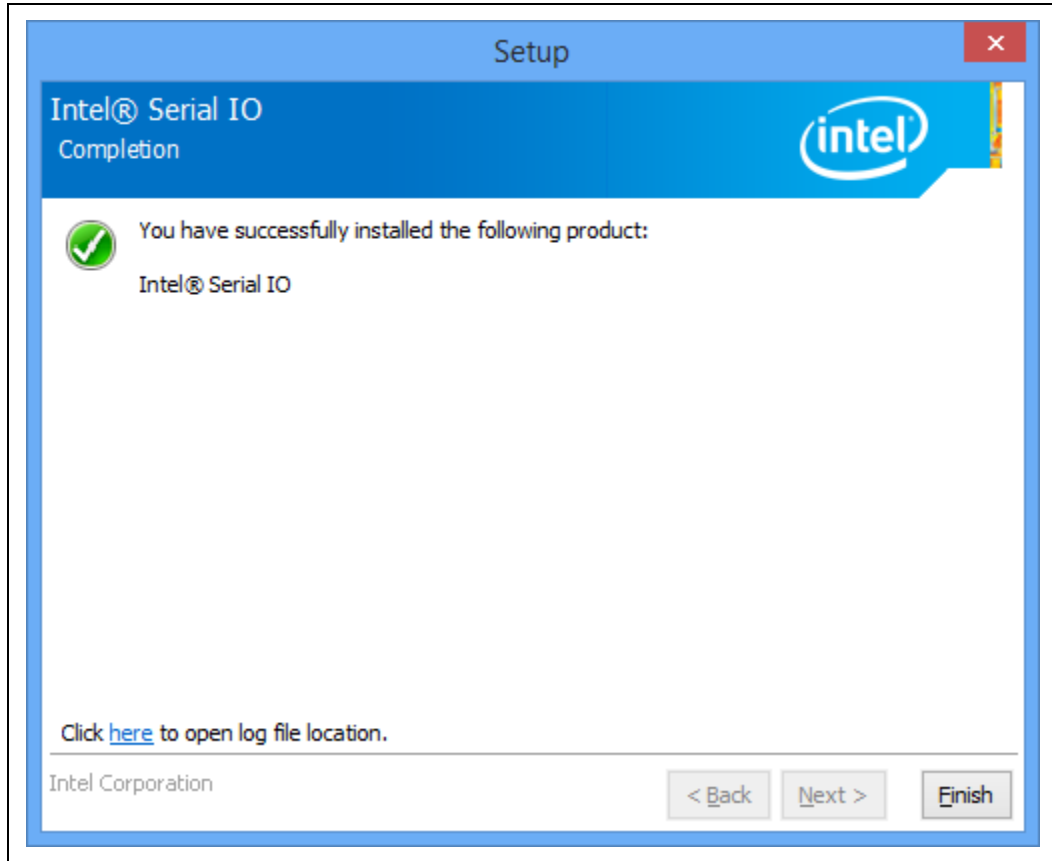 Setup
Intel® Serial IO
Completion
intel
You have successfully installed the following product:
Intel® Serial IO
Click here to open log file location.
Intel Corporation
< Back
Next >
Finish